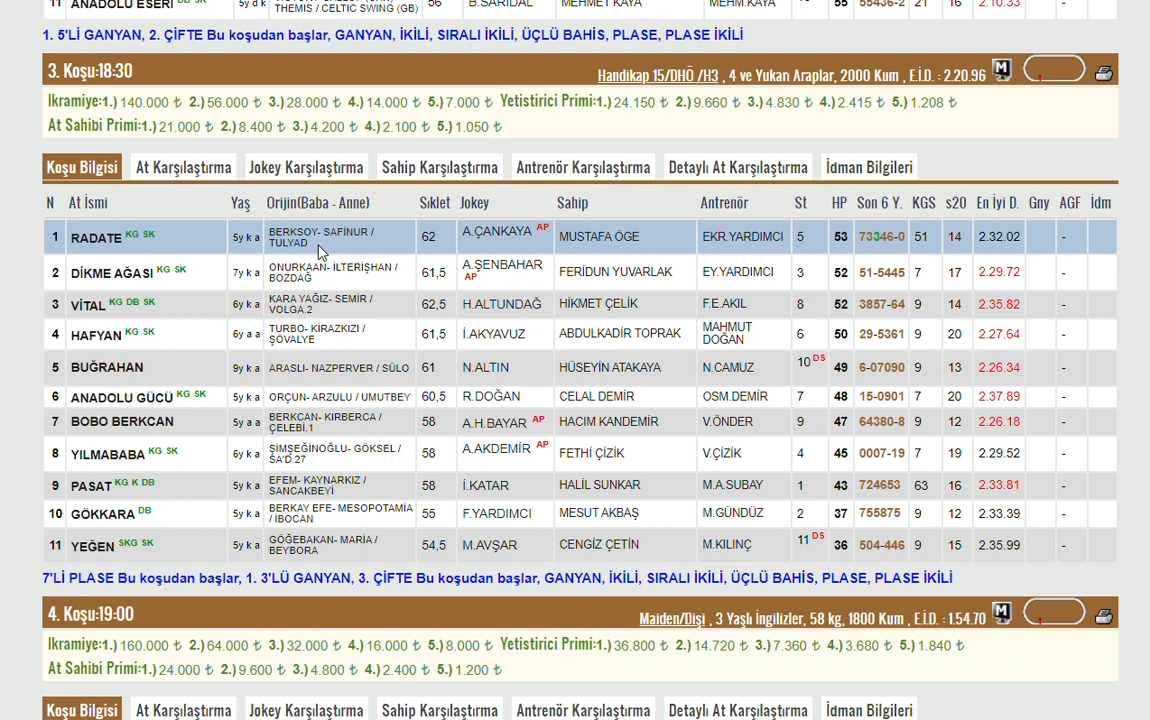 11 ANADOLU ESERİ DB SK 5y d k THEMIS / CELTIC SWING (GB) 56 B.SARIDAL MEHMET KAYA MEHM.KAYA 55 55436-2 21 16 2.10.33 -
1. 5'Lİ GANYAN, 2. ÇİFTE Bu koşudan başlar, GANYAN, İKİLİ, SIRALI İKİLİ, ÜÇLÜ BAHİS, PLASE, PLASE İKİLİ
3. Koşu:18:30 Handikap 15/DHÖ /H3 , 4 ve Yukarı Araplar, 2000 Kum , E.İ.D. : 2.20.96 M
Ikramiye:1.) 140.000 ₺ 2.) 56.000 ₺ 3.) 28.000 ₺ 4.) 14.000 ₺ 5.) 7.000 ₺ Yetistirici Primi:1.) 24.150 ₺ 2.) 9.660 ₺ 3.) 4.830 ₺ 4.) 2.415 ₺ 5.) 1.208 ₺
At Sahibi Primi:1.) 21.000 ₺ 2.) 8.400 ₺ 3.) 4.200 ₺ 4.) 2.100 ₺ 5.) 1.050 ₺
Koşu Bilgisi At Karşılaştırma Jokey Karşılaştırma Sahip Karşılaştırma Antrenör Karşılaştırma Detaylı At Karşılaştırma İdman Bilgileri
N At İsmi Yaş Orijin(Baba - Anne) Sıklet Jokey Sahip Antrenör St HP Son 6 Y. KGS s20 En İyi D. Gny AGF İdm
1 RADATE KG SK 5y k a BERKSOY- SAFİNUR / TULYAD 62 A.ÇANKAYA AP MUSTAFA ÖGE EKR.YARDIMCI 5 53 73346-0 51 14 2.32.02 -
2 DİKME AĞASI KG SK 7y k a ONURKAAN- İLTERİŞHAN / BOZDAĞ 61,5 A.ŞENBAHAR AP FERİDUN YUVARLAK EY.YARDIMCI 3 52 51-5445 7 17 2.29.72 -
3 VİTAL KG DB SK 6y k a KARA YAĞIZ- SEMİR / VOLGA.2 62,5 H.ALTUNDAĞ HİKMET ÇELİK F.E.AKIL 8 52 3857-64 9 14 2.35.82 -
4 HAFYAN KG SK 6y a a TURBO- KİRAZKIZI / ŞÖVALYE 61,5 İ.AKYAVUZ ABDULKADİR TOPRAK MAHMUT DOĞAN 6 50 29-5361 9 20 2.27.64 -
5 BUĞRAHAN 9y k a ARASLI- NAZPERVER / SÜLO 61 N.ALTIN HÜSEYİN ATAKAYA N.CAMUZ 10 DS 49 6-07090 9 13 2.26.34 -
6 ANADOLU GÜCÜ KG SK 5y k a ORÇUN- ARZULU / UMUTBEY 60,5 R.DOĞAN CELAL DEMİR OSM.DEMİR 7 48 15-0901 7 20 2.37.89 -
7 BOBO BERKCAN 5y a a BERKCAN- KIRBERCA / ÇELEBİ.1 58 A.H.BAYAR AP HACIM KANDEMİR V.ÖNDER 9 47 64380-8 9 12 2.26.18 -
8 YILMABABA KG SK 6y k a ŞİMŞEĞİNOĞLU- GÖKSEL / ŞA'D.27 58 A.AKDEMİR AP FETHİ ÇİZİK V.ÇİZİK 4 45 0007-19 7 19 2.29.52 -
9 PASAT KG K DB 5y k a EFEM- KAYNARKIZ / SANCAKBEYİ 58 İ.KATAR HALİL SUNKAR M.A.SUBAY 1 43 724653 63 16 2.33.81 -
10 GÖKKARA DB 5y k a BERKAY EFE- MESOPOTAMİA / İBOCAN 55 F.YARDIMCI MESUT AKBAŞ M.GÜNDÜZ 2 37 755875 9 12 2.33.39 -
11 YEĞEN SKG SK 5y k a GÖĞEBAKAN- MARİA / BEYBORA 54,5 M.AVŞAR CENGİZ ÇETİN M.KILINÇ 11 DS 36 504-446 9 15 2.35.99 -
7'Lİ PLASE Bu koşudan başlar, 1. 3'LÜ GANYAN, 3. ÇİFTE Bu koşudan başlar, GANYAN, İKİLİ, SIRALI İKİLİ, ÜÇLÜ BAHİS, PLASE, PLASE İKİLİ
4. Koşu:19:00 Maiden/Dişi , 3 Yaşlı İngilizler, 58 kg, 1800 Kum , E.İ.D. : 1.54.70 M
Ikramiye:1.) 160.000 ₺ 2.) 64.000 ₺ 3.) 32.000 ₺ 4.) 16.000 ₺ 5.) 8.000 ₺ Yetistirici Primi:1.) 36.800 ₺ 2.) 14.720 ₺ 3.) 7.360 ₺ 4.) 3.680 ₺ 5.) 1.840 ₺
At Sahibi Primi:1.) 24.000 ₺ 2.) 9.600 ₺ 3.) 4.800 ₺ 4.) 2.400 ₺ 5.) 1.200 ₺
Koşu Bilgisi At Karşılaştırma Jokey Karşılaştırma Sahip Karşılaştırma Antrenör Karşılaştırma Detaylı At Karşılaştırma İdman Bilgileri